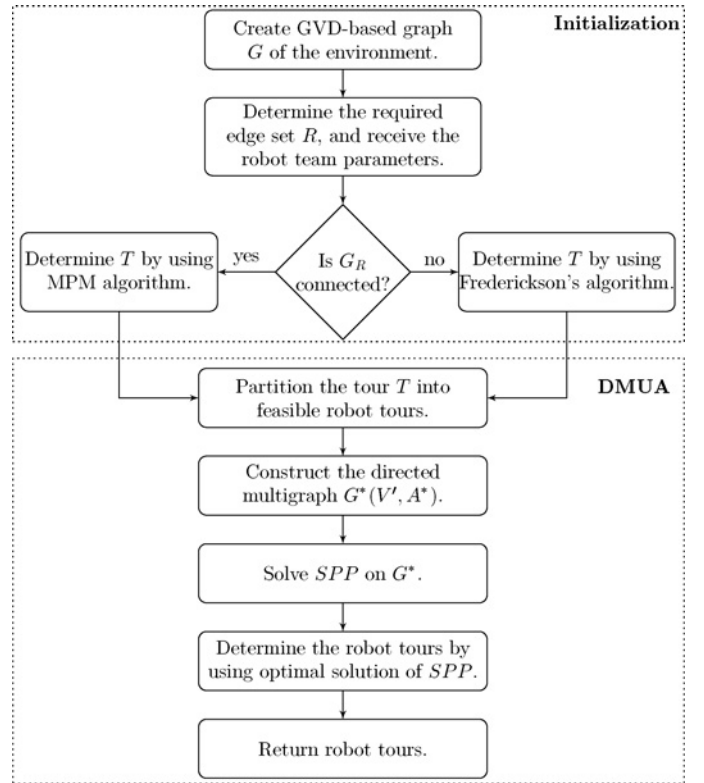 Initialization
Create GVD-based graph
G of the environment.
Determine the required
edge set R, and receive the
robot team parameters.
Is G_R
connected?
yes
no
Determine T by using
MPM algorithm.
Determine T by using
Frederickson's algorithm.
DMUA
Partition the tour T into
feasible robot tours.
Construct the directed
multigraph G*(V′, A*).
Solve SPP on G*.
Determine the robot tours by
using optimal solution of SPP.
Return robot tours.